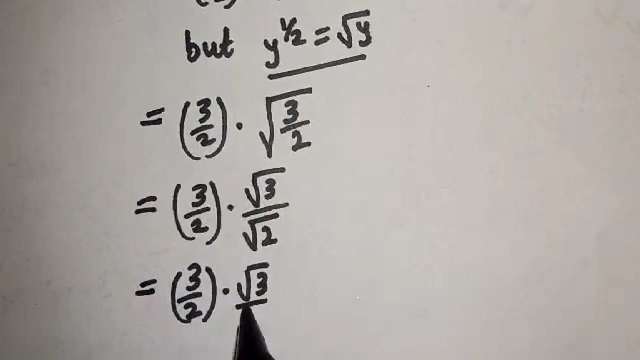 but y^{1/2} = √y
= (3/2) · √(3/2)
= (3/2) · √3/√2
= (3/2) · √3